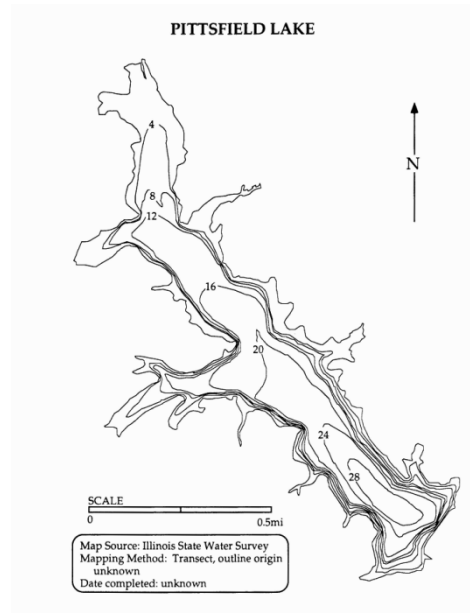 PITTSFIELD LAKE
4
N
8
12
16
20
24
28
SCALE
0 0.5mi
Map Source: Illinois State Water Survey
Mapping Method: Transect, outline origin
unknown
Date completed: unknown